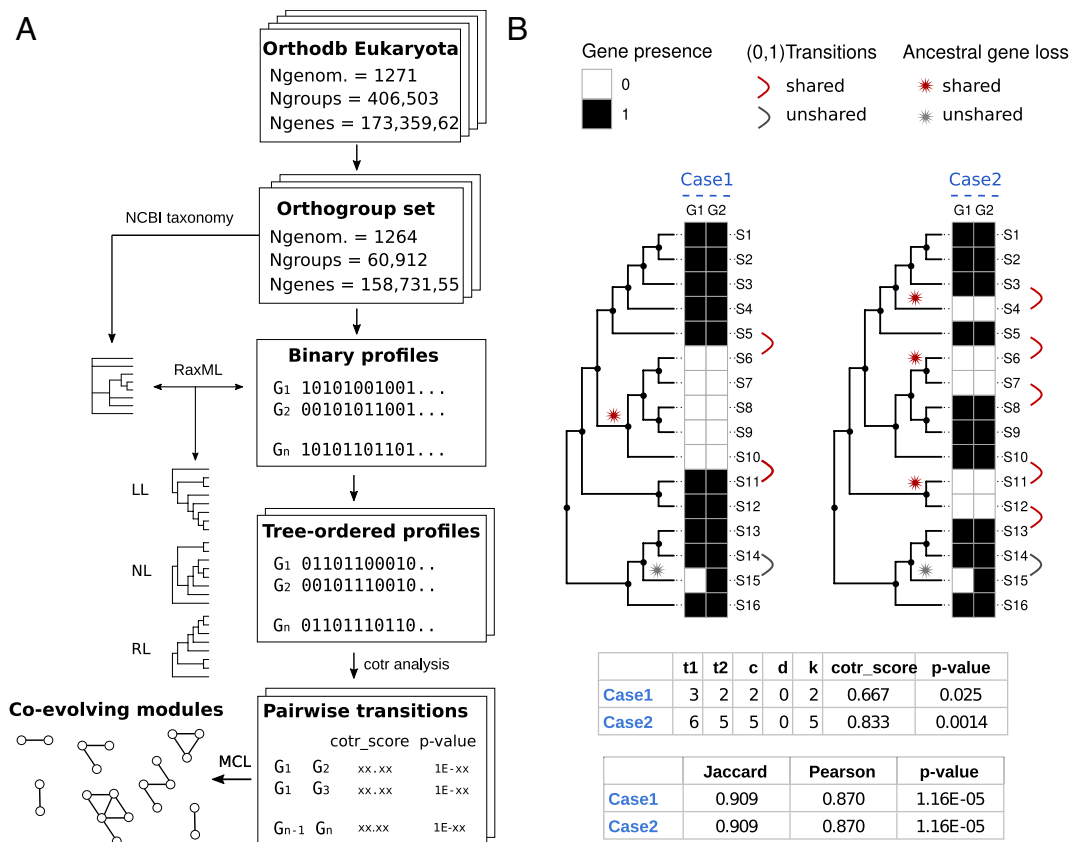 A
Orthodb Eukaryota
Ngenom. = 1271
Ngroups = 406,503
Ngenes = 173,359,62
NCBI taxonomy
Orthogroup set
Ngenom. = 1264
Ngroups = 60,912
Ngenes = 158,731,55
RaxML
Binary profiles
G1 10101001001...
G2 00101011001...
Gn 10101101101...
LL
NL
RL
Tree-ordered profiles
G1 01101100010..
G2 00101110010..
Gn 01101110110..
cotr analysis
Co-evolving modules
MCL
Pairwise transitions
cotr_score p-value
G1 G2 xx.xx 1E-xx
G1 G3 xx.xx 1E-xx
Gn-1 Gn xx.xx 1E-xx
B
Gene presence
0
1
(0,1)Transitions
shared
unshared
Ancestral gene loss
shared
unshared
Case1
G1 G2
S1
S2
S3
S4
S5
S6
S7
S8
S9
S10
S11
S12
S13
S14
S15
S16
Case2
G1 G2
S1
S2
S3
S4
S5
S6
S7
S8
S9
S10
S11
S12
S13
S14
S15
S16
t1 t2 c d k cotr_score p-value
Case1 3 2 2 0 2 0.667 0.025
Case2 6 5 5 0 5 0.833 0.0014
Jaccard Pearson p-value
Case1 0.909 0.870 1.16E-05
Case2 0.909 0.870 1.16E-05